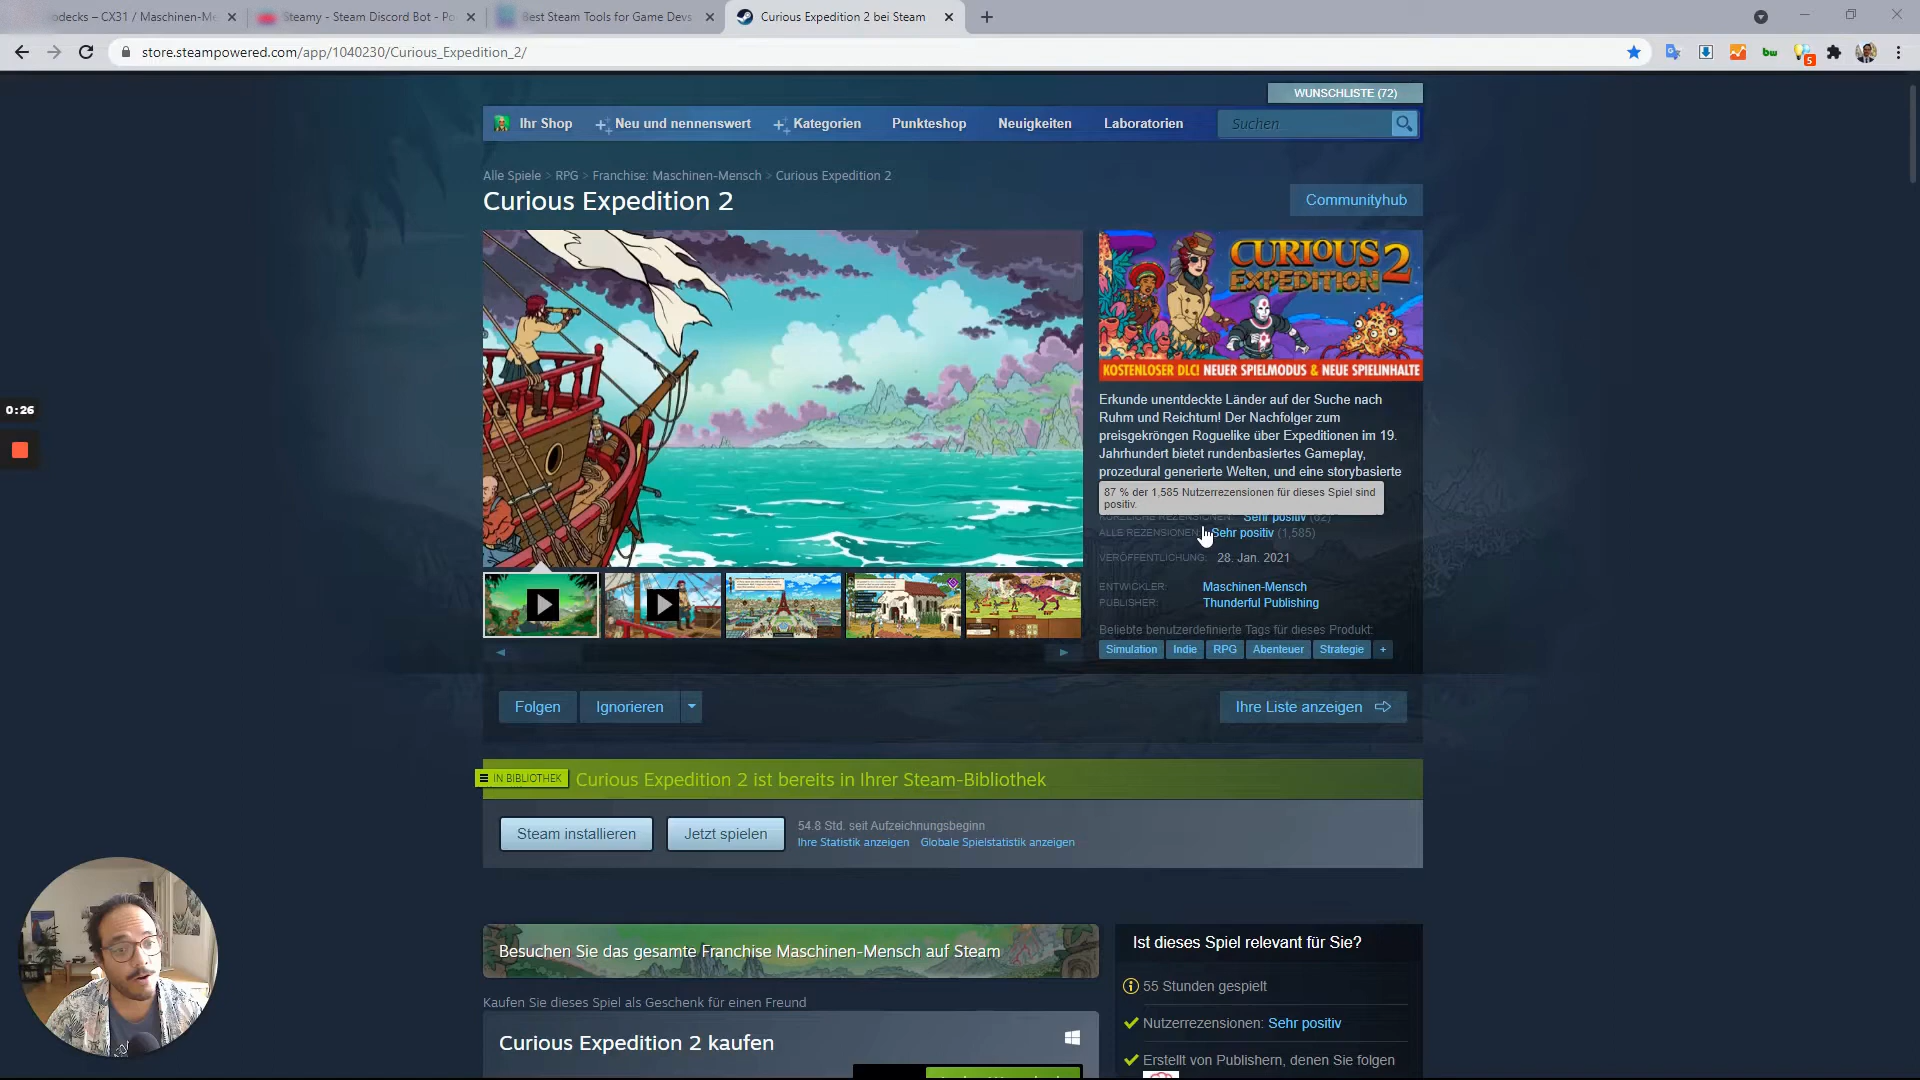 odecks – CX31 / Maschinen-Me
Steamy - Steam Discord Bot - Po
Best Steam Tools for Game Devs
Curious Expedition 2 bei Steam
store.steampowered.com/app/1040230/Curious_Expedition_2/
bw
5
WUNSCHLISTE (72)
Ihr Shop
Neu und nennenswert
Kategorien
Punkteshop
Neuigkeiten
Laboratorien
Suchen
Alle Spiele > RPG > Franchise: Maschinen-Mensch > Curious Expedition 2
Curious Expedition 2
Communityhub
CURIOUS 2
EXPEDITION
KOSTENLOSER DLC! NEUER SPIELMODUS & NEUE SPIELINHALTE
0:26
Erkunde unentdeckte Länder auf der Suche nach
Ruhm und Reichtum! Der Nachfolger zum
preisgekröngen Roguelike über Expeditionen im 19.
Jahrhundert bietet rundenbasiertes Gameplay,
prozedural generierte Welten, und eine storybasierte
87 % der 1,585 Nutzerrezensionen für dieses Spiel sind
positiv.
KÜRZLICHE REZENSIONEN: Sehr positiv (62)
ALLE REZENSIONEN Sehr positiv (1,585)
VERÖFFENTLICHUNG: 28. Jan. 2021
ENTWICKLER: Maschinen-Mensch
PUBLISHER: Thunderful Publishing
Beliebte benutzerdefinierte Tags für dieses Produkt:
Simulation Indie RPG Abenteuer Strategie +
Folgen
Ignorieren
Ihre Liste anzeigen
IN BIBLIOTHEK
Curious Expedition 2 ist bereits in Ihrer Steam-Bibliothek
Steam installieren
Jetzt spielen
54.8 Std. seit Aufzeichnungsbeginn
Ihre Statistik anzeigen Globale Spielstatistik anzeigen
Besuchen Sie das gesamte Franchise Maschinen-Mensch auf Steam
Ist dieses Spiel relevant für Sie?
55 Stunden gespielt
Kaufen Sie dieses Spiel als Geschenk für einen Freund
Nutzerrezensionen: Sehr positiv
Curious Expedition 2 kaufen
Erstellt von Publishern, denen Sie folgen